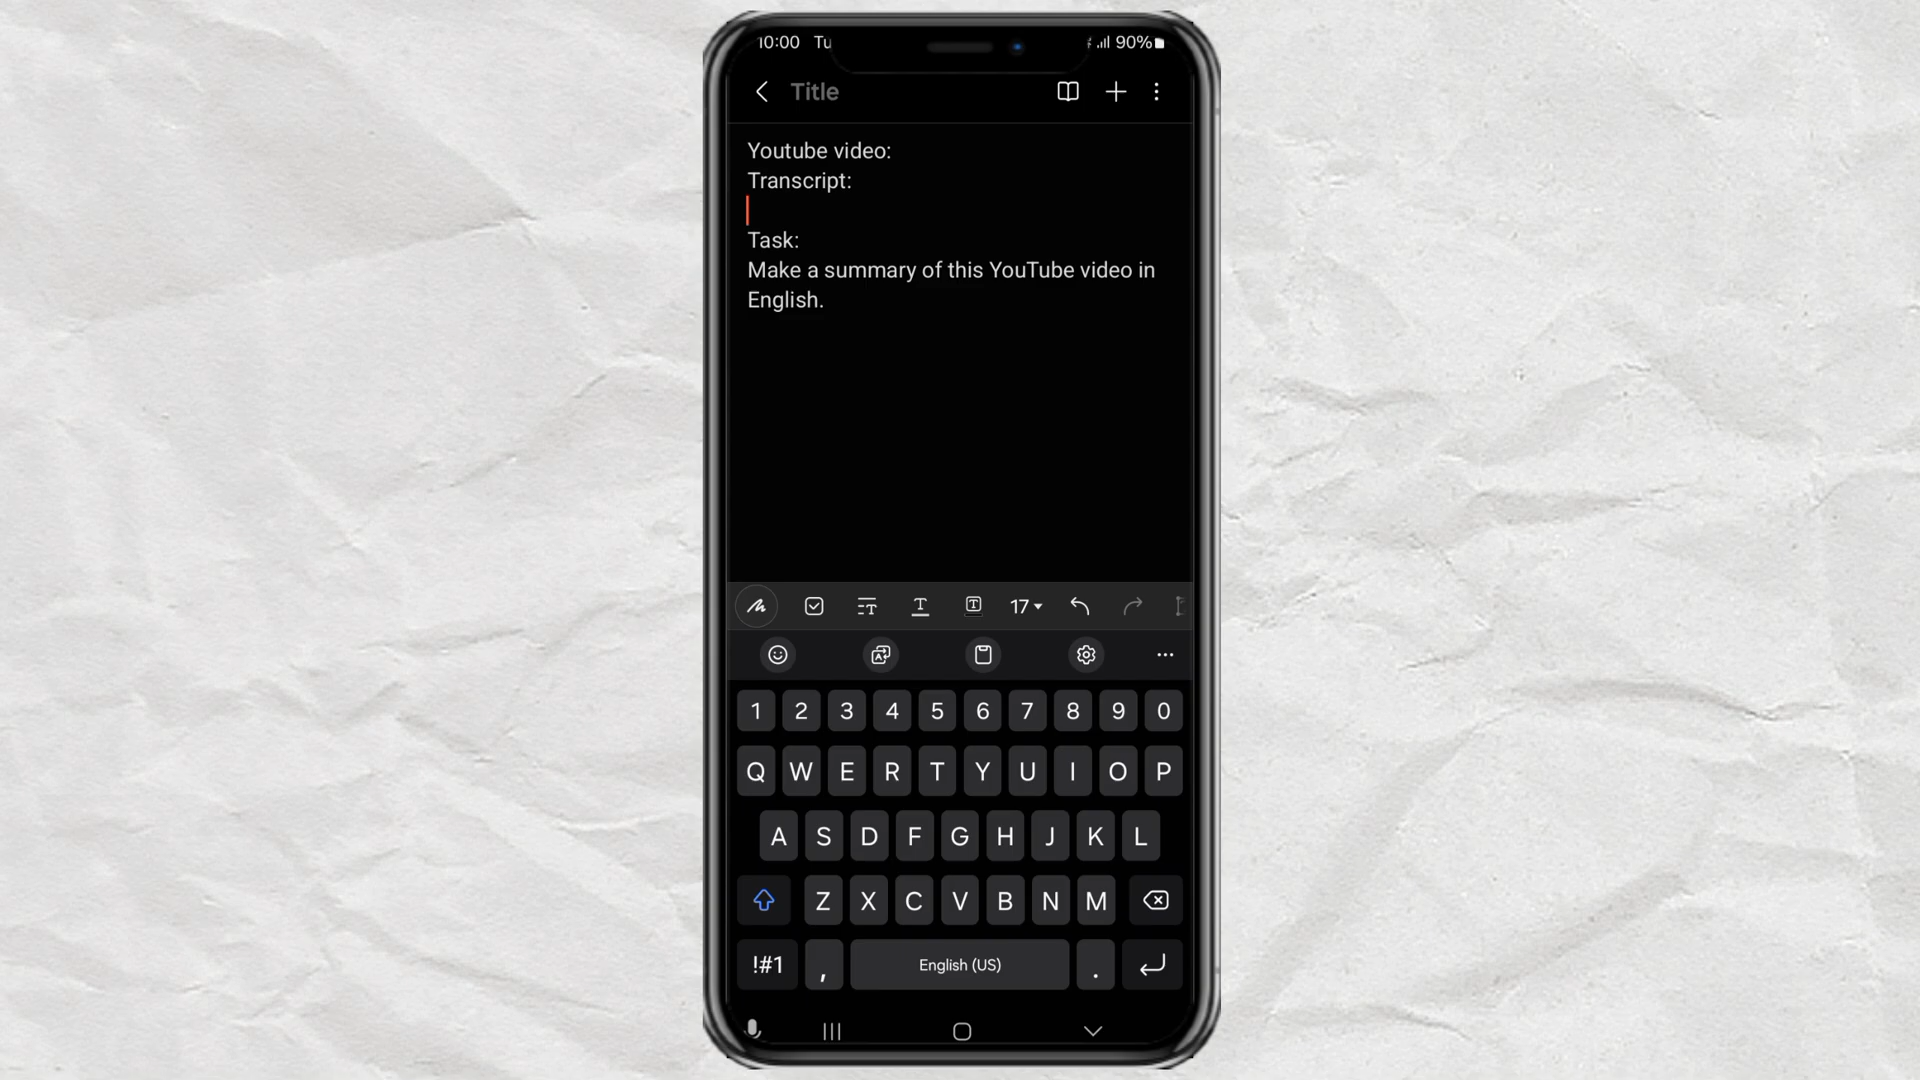 10:00 Tu 90%
Title
Youtube video:
Transcript:
Task:
Make a summary of this YouTube video in
English.
17
1 2 3 4 5 6 7 8 9 0
Q W E R T Y U I O P
A S D F G H J K L
Z X C V B N M
!#1 , English (US) .